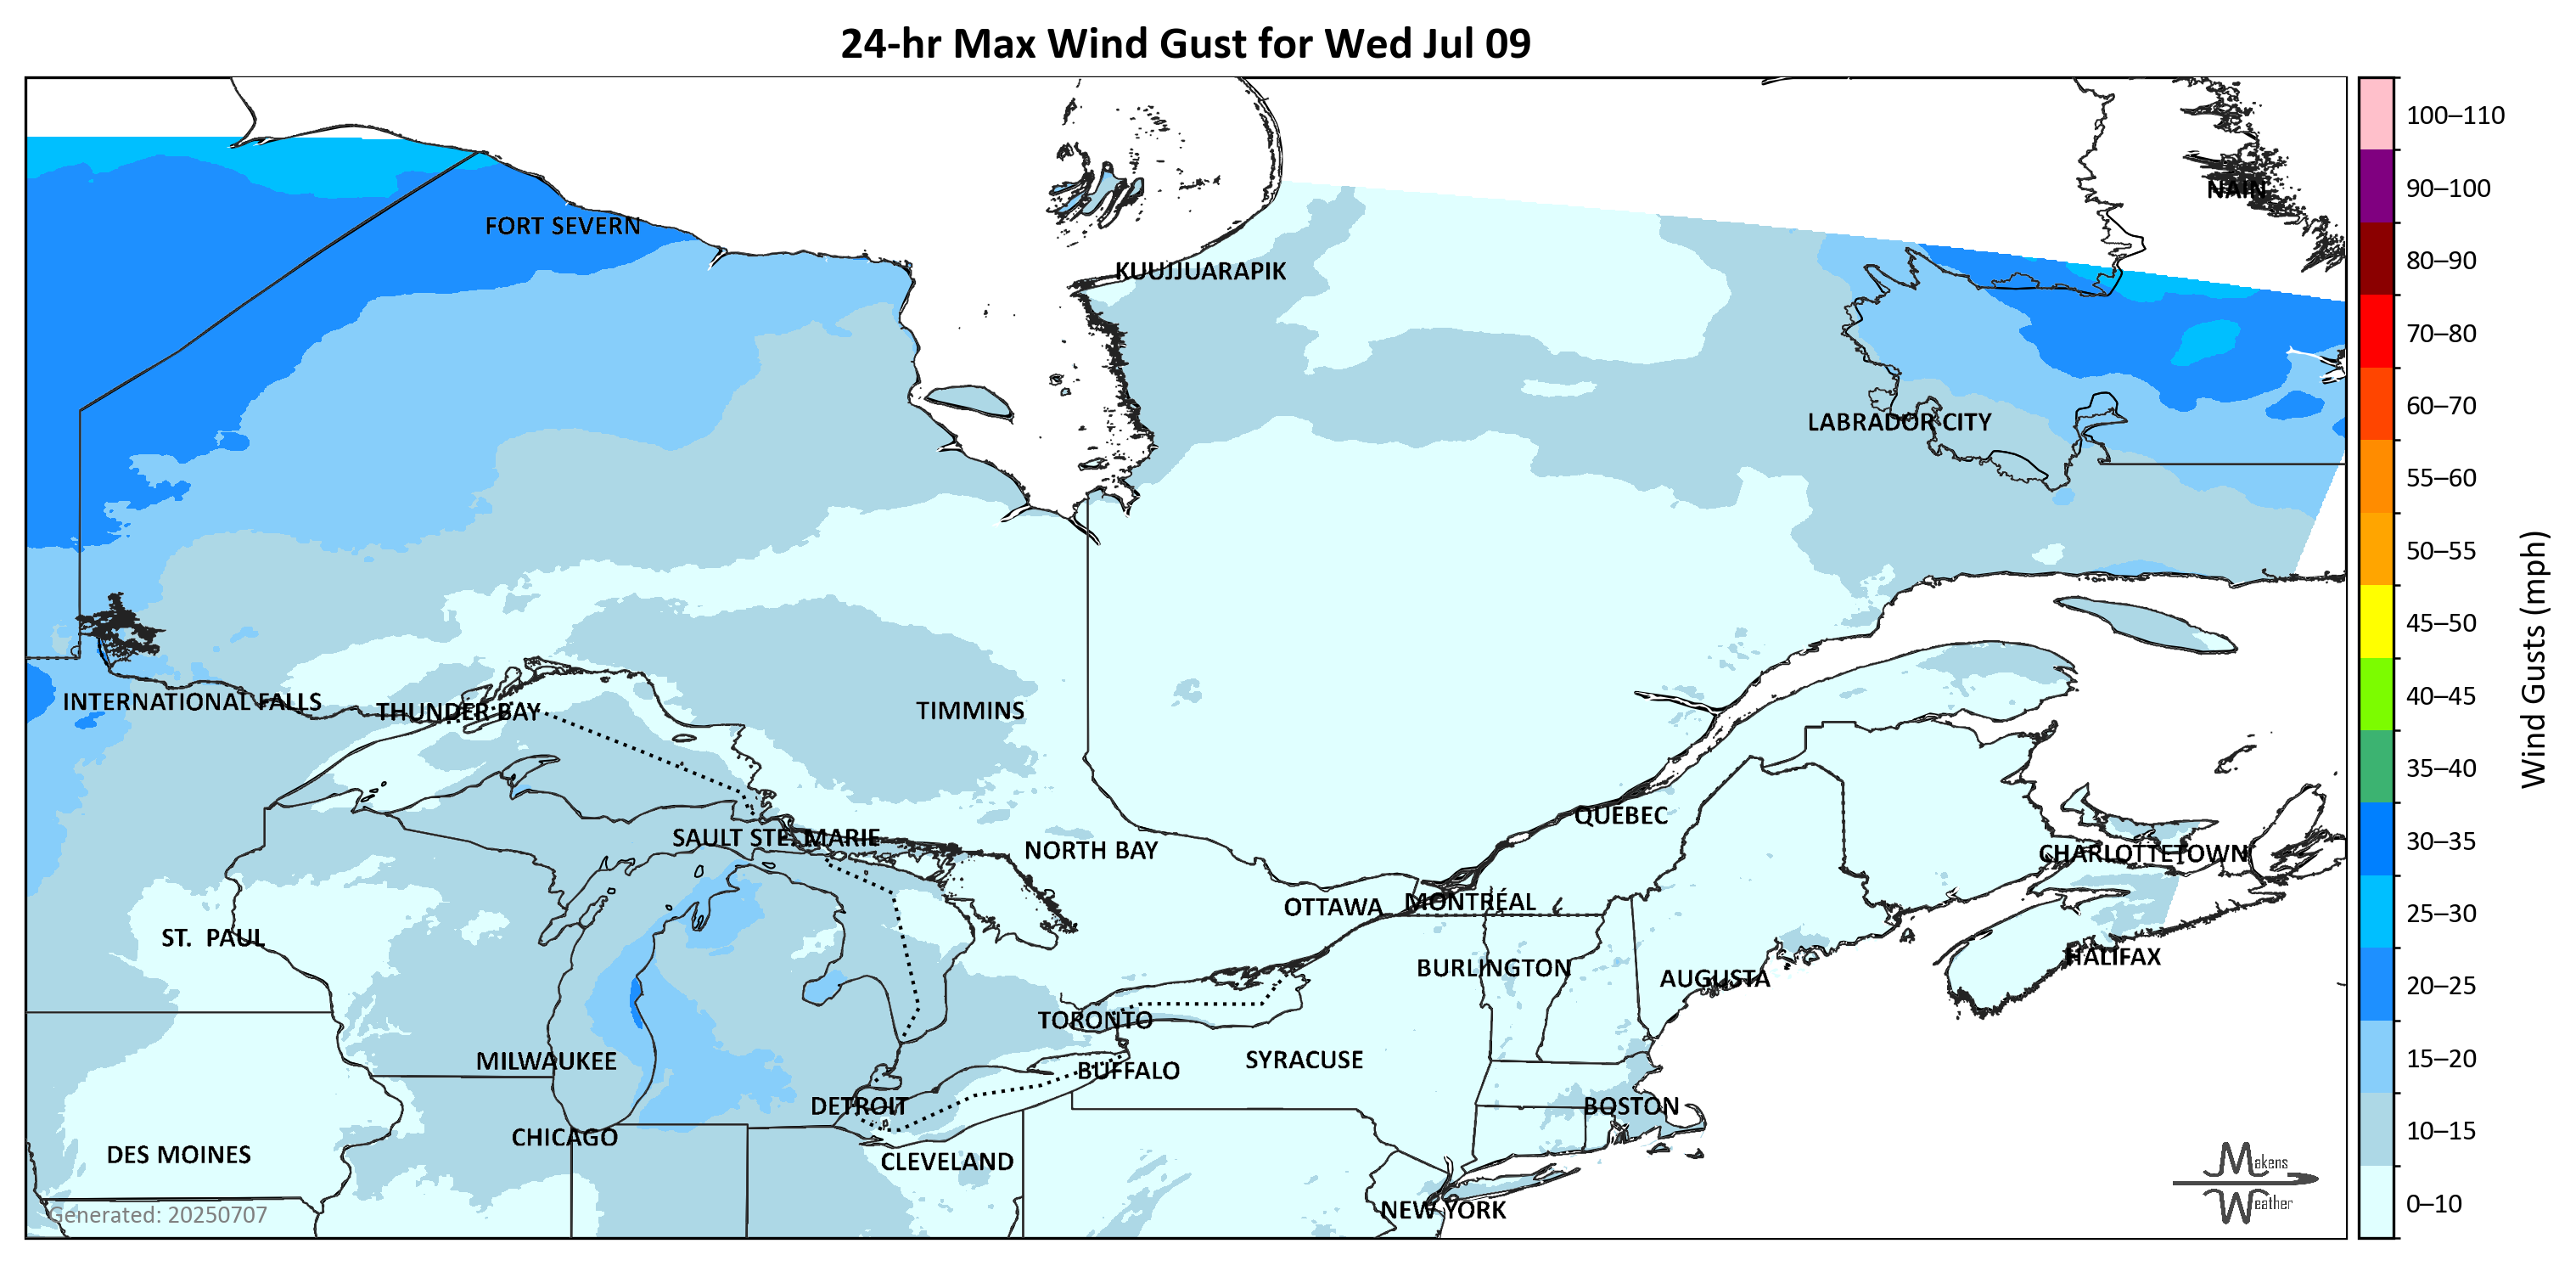 24-hr Max Wind Gust for Wed Jul 09
100–110
90–100
80–90
70–80
60–70
55–60
50–55
45–50
40–45
35–40
30–35
25–30
20–25
15–20
10–15
0–10
Wind Gusts (mph)
NAIN
FORT SEVERN
KUUJJUARAPIK
LABRADOR CITY
INTERNATIONAL FALLS
THUNDER BAY
TIMMINS
SAULT STE. MARIE
NORTH BAY
QUÉBEC
CHARLOTTETOWN
OTTAWA
MONTRÉAL
ST. PAUL
BURLINGTON
AUGUSTA
HALIFAX
TORONTO
MILWAUKEE
BUFFALO
SYRACUSE
DETROIT
BOSTON
CHICAGO
DES MOINES
CLEVELAND
NEW YORK
Makens
Weather
Generated: 20250707